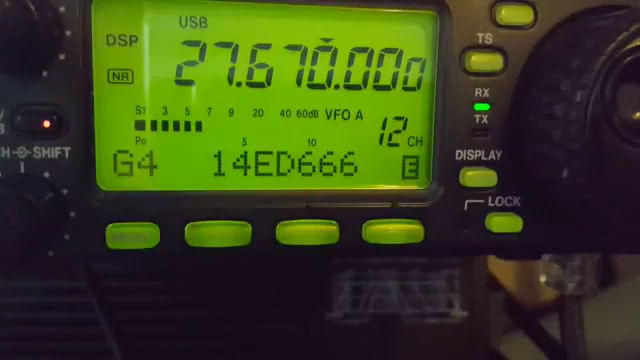 USB
DSP 27.670.000
NR
S1 3 5 7 9 20 40 60dB VFO A 12 CH
Po 5 10
G4 14ED666 E
TS
RX
TX
DISPLAY
LOCK
SHIFT